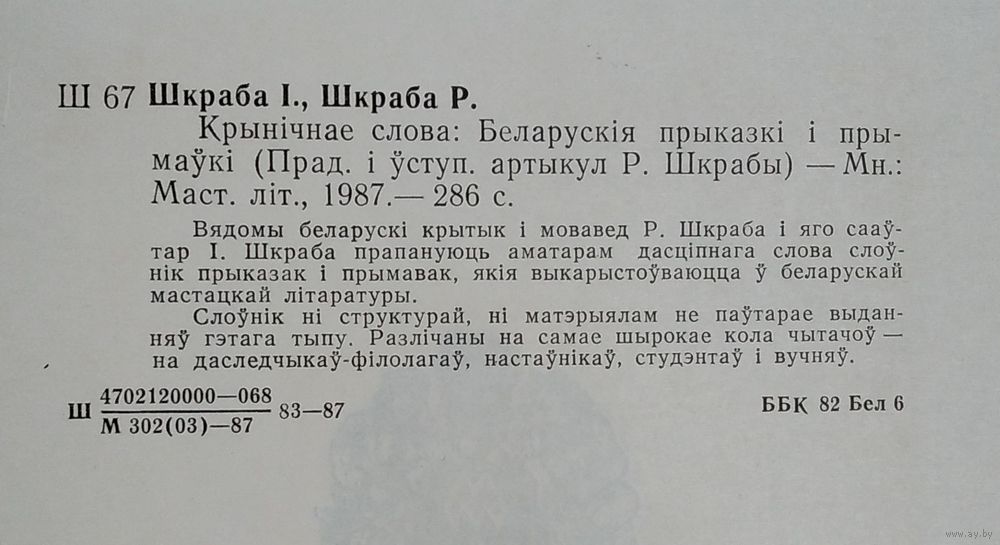 Ш 67 Шкраба І., Шкраба Р.
Крынічнае слова: Беларускія прыказкі і пры-
маўкі (Прад. і ўступ. артыкул Р. Шкрабы) — Мн.:
Маст. літ., 1987.— 286 с.
Вядомы беларускі крытык і мовавед Р. Шкраба і яго сааў-
тар І. Шкраба прапануюць аматарам дасціпнага слова слоў-
нік прыказак і прымавак, якія выкарыстоўваюцца ў беларускай
мастацкай літаратуры.
Слоўнік ні структурай, ні матэрыялам не паўтарае выдан-
няў гэтага тыпу. Разлічаны на самае шырокае кола чытачоў —
на даследчыкаў-філолагаў, настаўнікаў, студэнтаў і вучняў.
Ш 4702120000—068 83—87
М 302(03)—87
ББК 82 Бел 6
www.ay.by